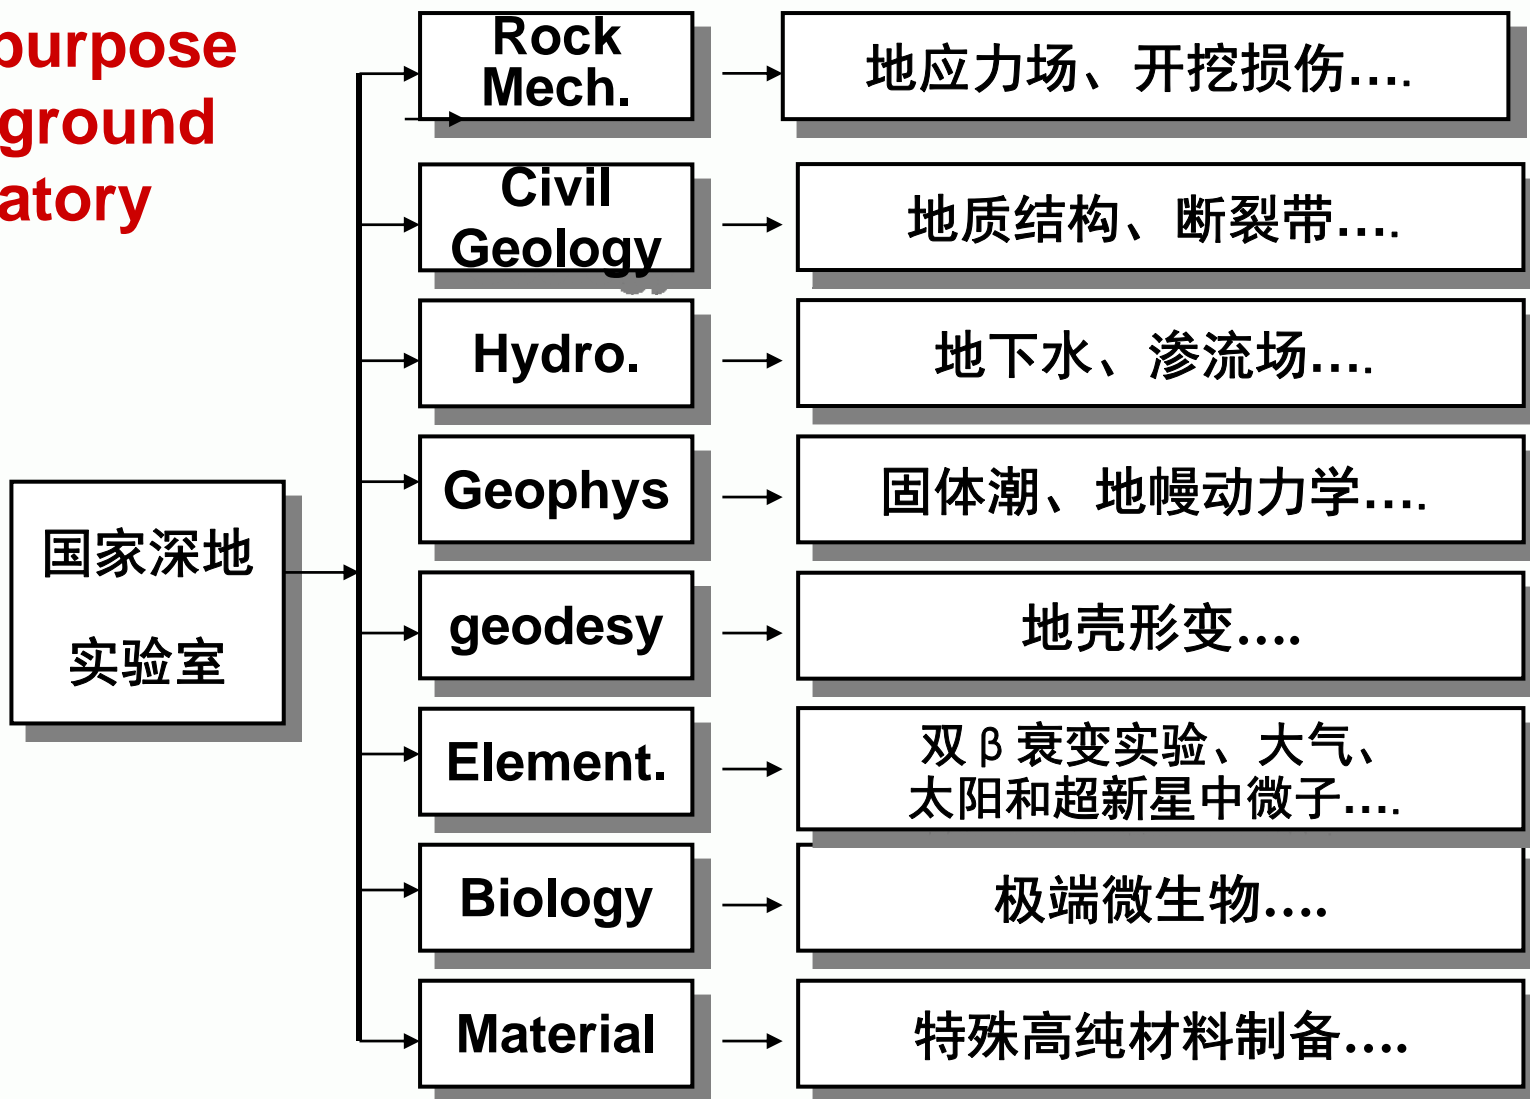 purpose
ground
atory
Rock
Mech.
地应力场、开挖损伤….
Civil
Geology
地质结构、断裂带….
Hydro.
地下水、渗流场….
Geophys
固体潮、地幔动力学….
国家深地
实验室
geodesy
地壳形变….
Element.
双β衰变实验、大气、
太阳和超新星中微子….
Biology
极端微生物….
Material
特殊高纯材料制备….